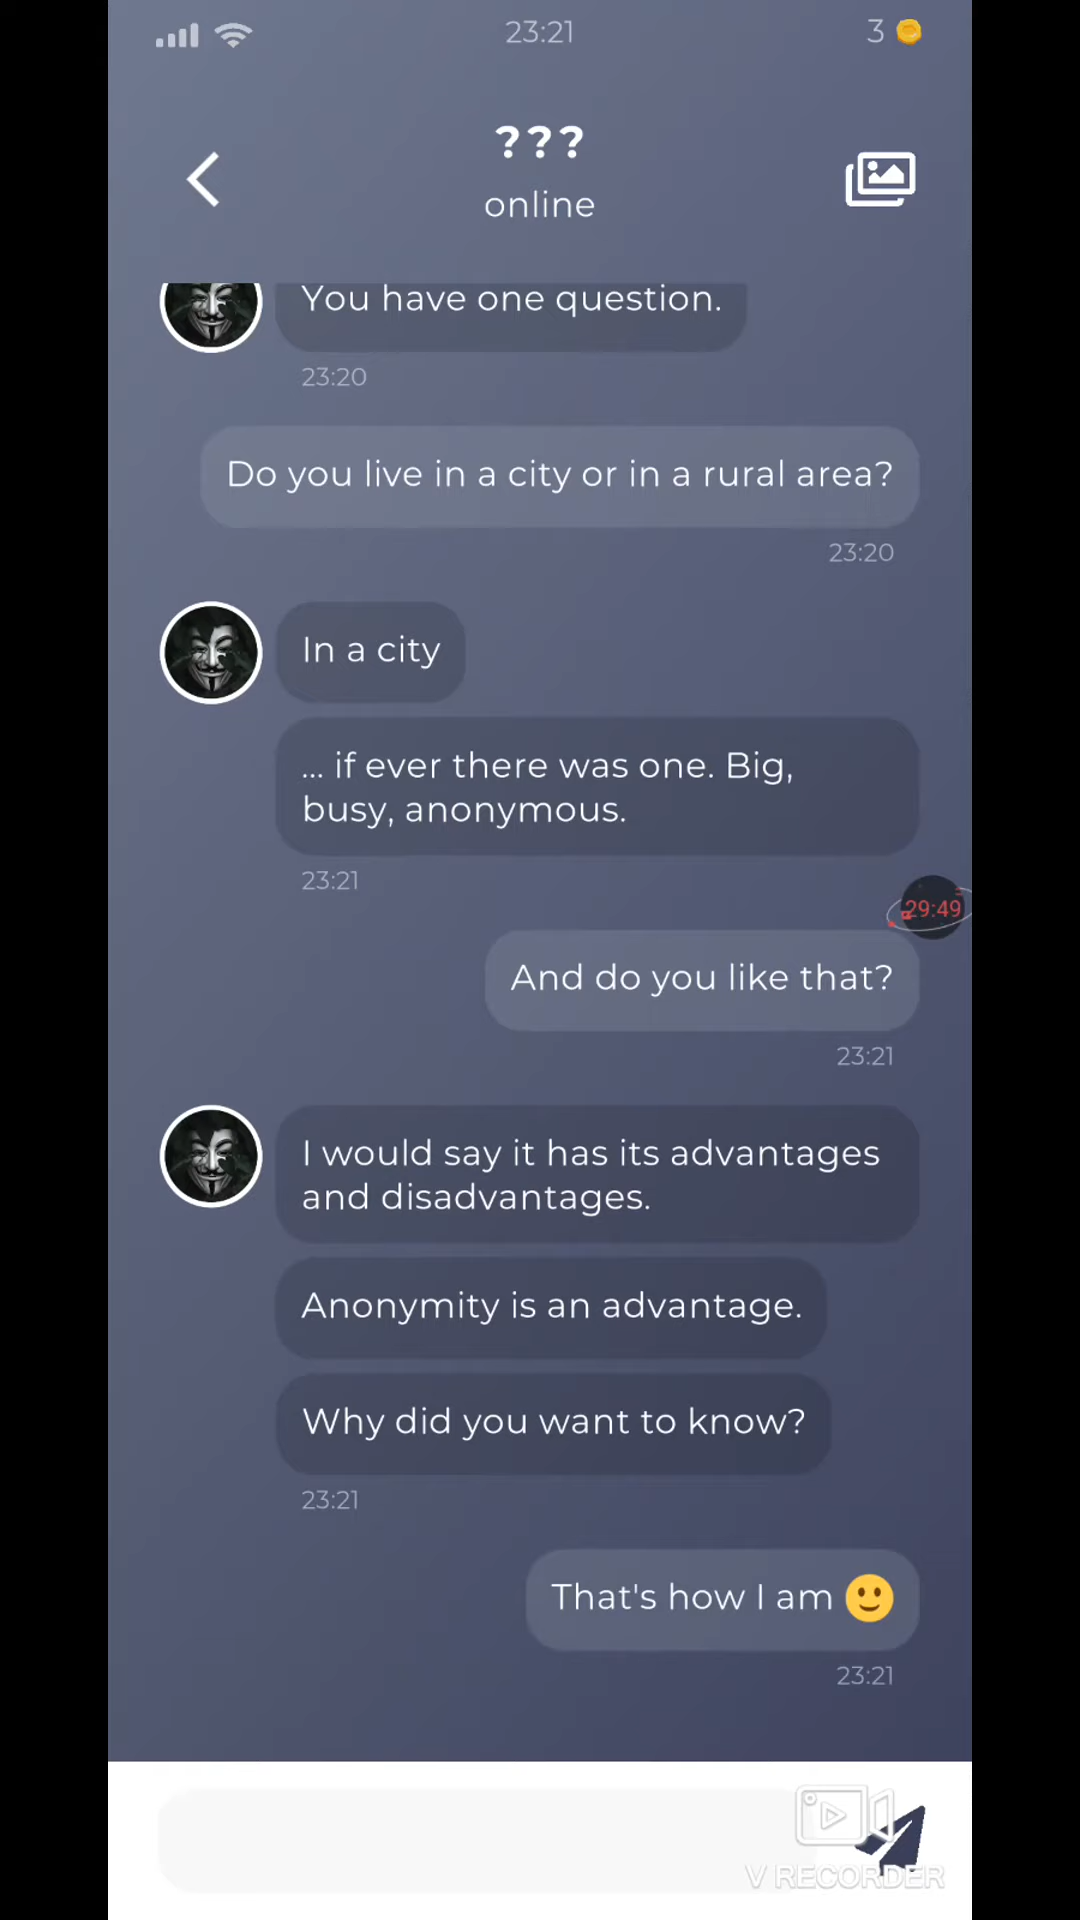 23:21
3
???
online
You have one question.
23:20
Do you live in a city or in a rural area?
23:20
In a city
... if ever there was one. Big,
busy, anonymous.
23:21
29:49
And do you like that?
23:21
I would say it has its advantages
and disadvantages.
Anonymity is an advantage.
Why did you want to know?
23:21
That's how I am 🙂
23:21
V RECORDER